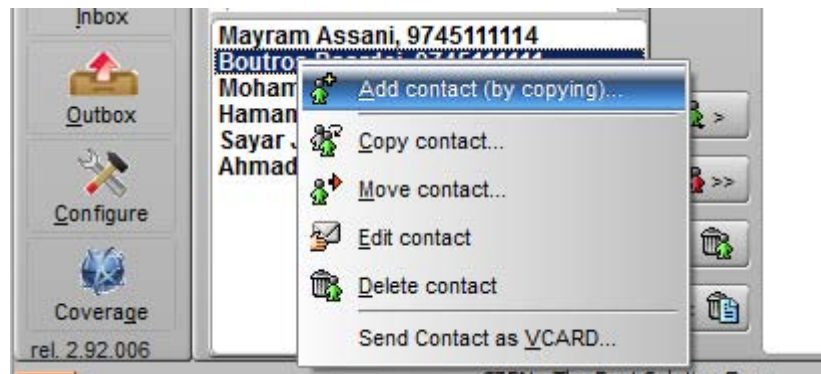 Inbox
Outbox
Configure
Coverage
rel. 2.92.006
Mayram Assani, 9745111114
Boutros
Moham
Haman
Sayar J
Ahmad
Add contact (by copying)...
Copy contact...
Move contact...
Edit contact
Delete contact
Send Contact as VCARD...
>
>>